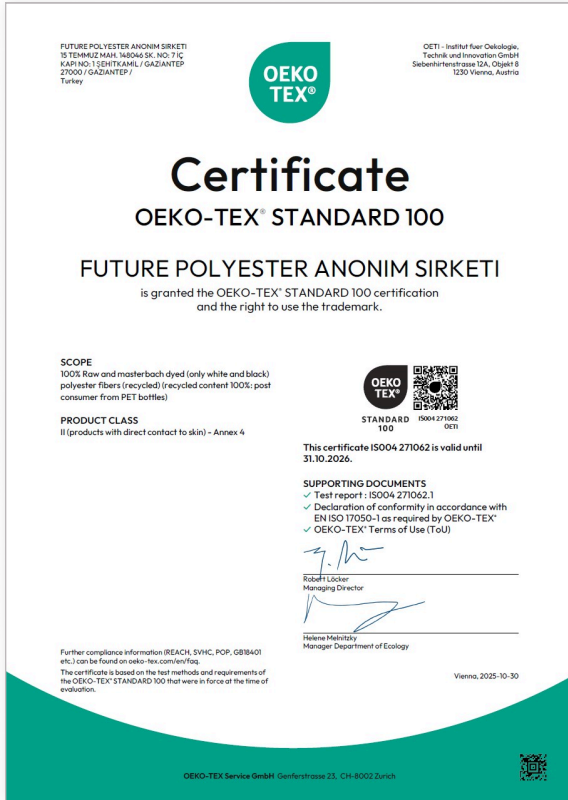 FUTURE POLYESTER ANONIM SIRKETI
15 TEMMUZ MAH. 148046 SK. NO: 7 İÇ
KAPI NO: 1 ŞEHİTKAMİL / GAZİANTEP
27000 / GAZIANTEP /
Turkey
OEKO
TEX®
OETI - Institut fuer Oekologie,
Technik und Innovation GmbH
Siebenhirtenstrasse 12A, Objekt 8
1230 Vienna, Austria
Certificate
OEKO-TEX® STANDARD 100
FUTURE POLYESTER ANONIM SIRKETI
is granted the OEKO-TEX® STANDARD 100 certification
and the right to use the trademark.
SCOPE
100% Raw and masterbach dyed (only white and black)
polyester fibers (recycled) (recycled content 100%: post
consumer from PET bottles)
PRODUCT CLASS
II (products with direct contact to skin) - Annex 4
OEKO
TEX®
STANDARD
100
IS004 271062
OETI
This certificate IS004 271062 is valid until
31.10.2026.
SUPPORTING DOCUMENTS
✓ Test report : IS004 271062.1
✓ Declaration of conformity in accordance with
EN ISO 17050-1 as required by OEKO-TEX®
✓ OEKO-TEX® Terms of Use (ToU)
Robert Löcker
Managing Director
Helene Melnitzky
Manager Department of Ecology
Further compliance information (REACH, SVHC, POP, GB18401
etc.) can be found on oeko-tex.com/en/faq.
The certificate is based on the test methods and requirements of
the OEKO-TEX® STANDARD 100 that were in force at the time of
evaluation.
Vienna, 2025-10-30
OEKO-TEX Service GmbH Genferstrasse 23, CH-8002 Zurich